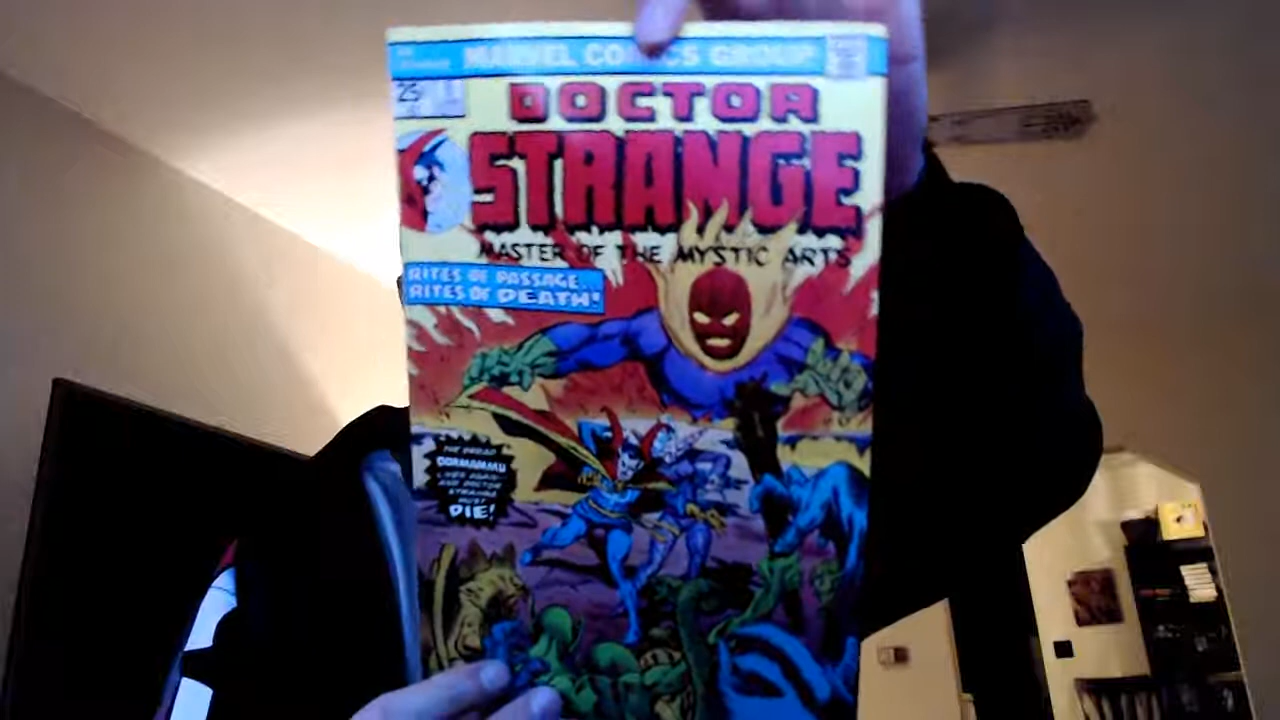 MARVEL COMICS GROUP
25¢
DOCTOR
STRANGE
MASTER OF THE MYSTIC ARTS
RITES OF PASSAGE...
RITES OF DEATH!
THE DREAD
DORMAMMU
LIVES AGAIN--
AND DOCTOR
STRANGE
MUST
DIE!